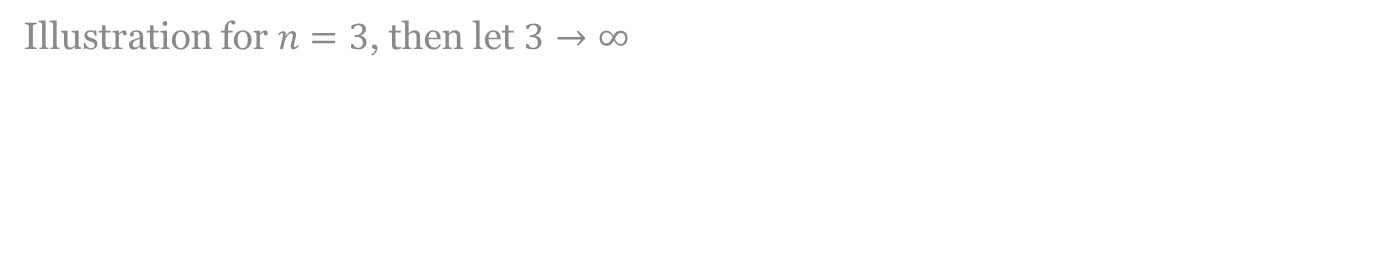 Illustration for n = 3, then let 3 → ∞